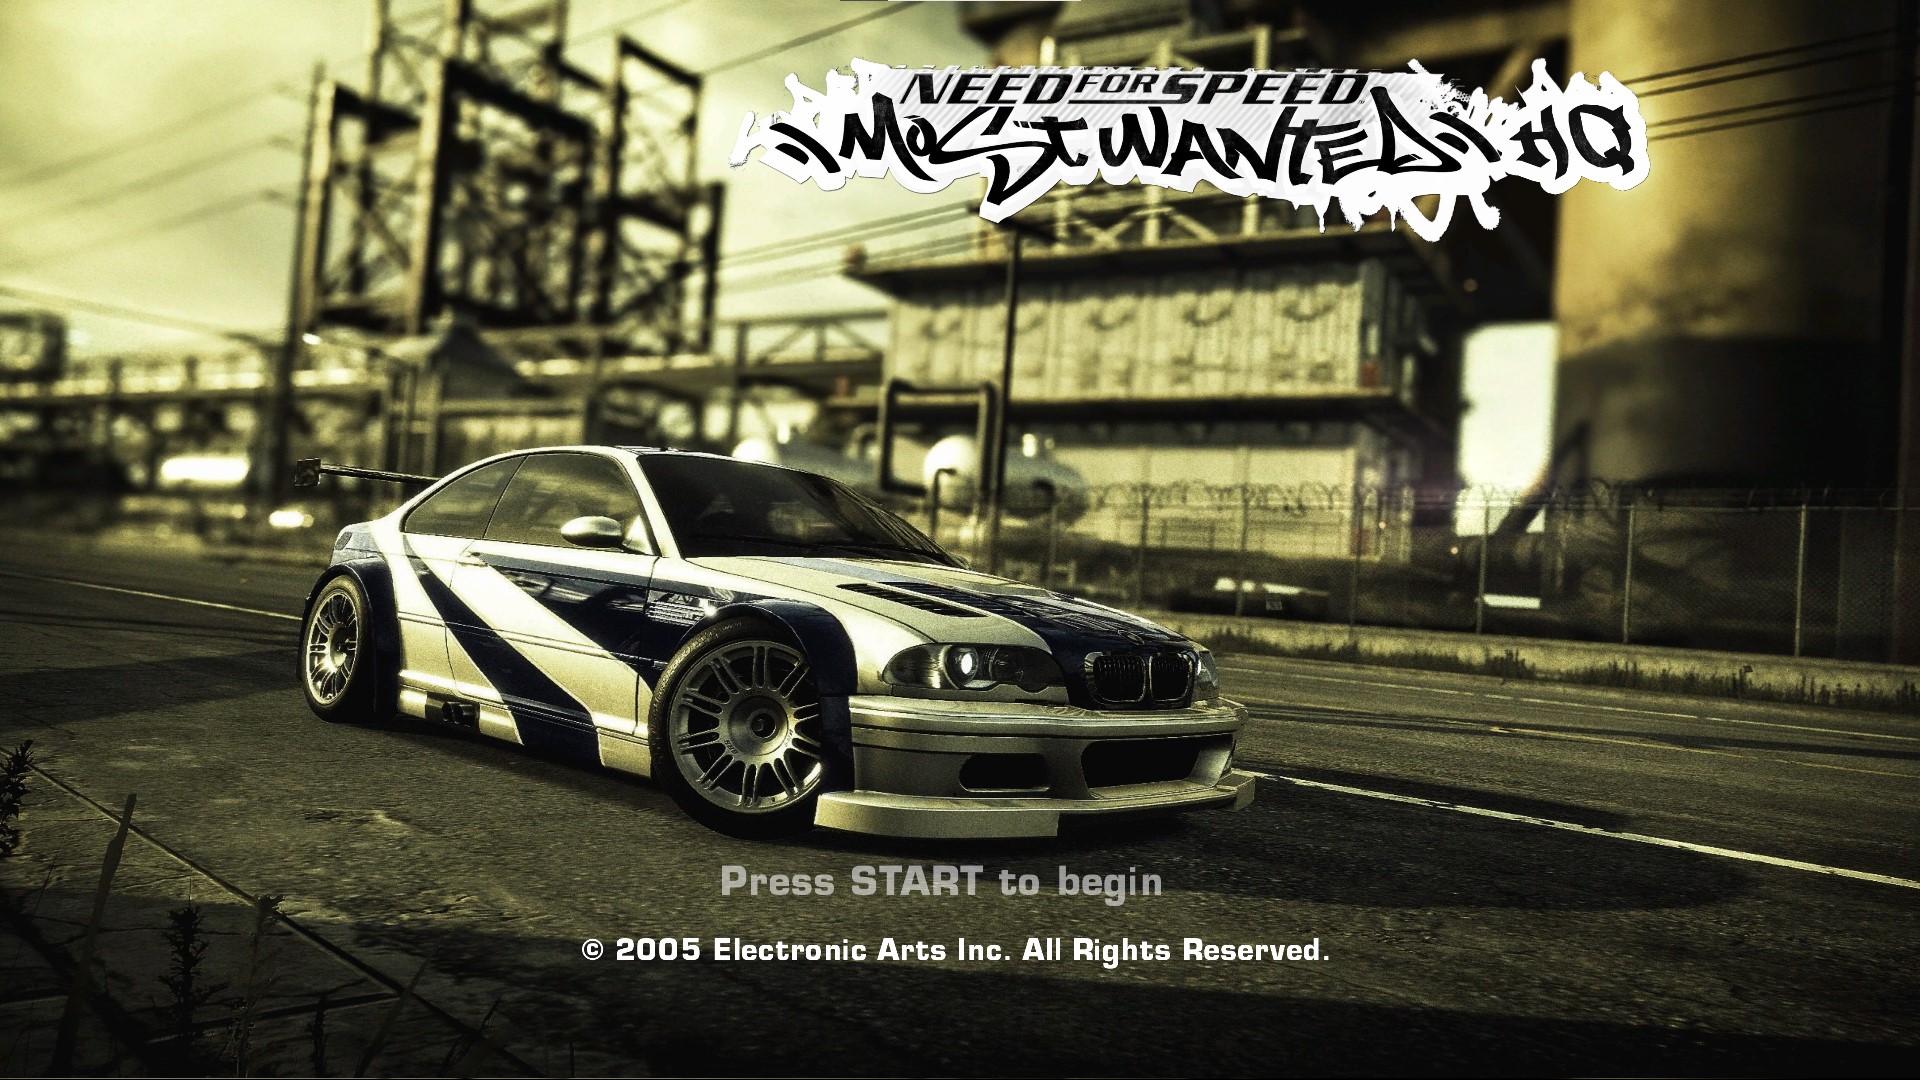 NEED FOR SPEED
MOST WANTED HQ
Press START to begin
© 2005 Electronic Arts Inc. All Rights Reserved.